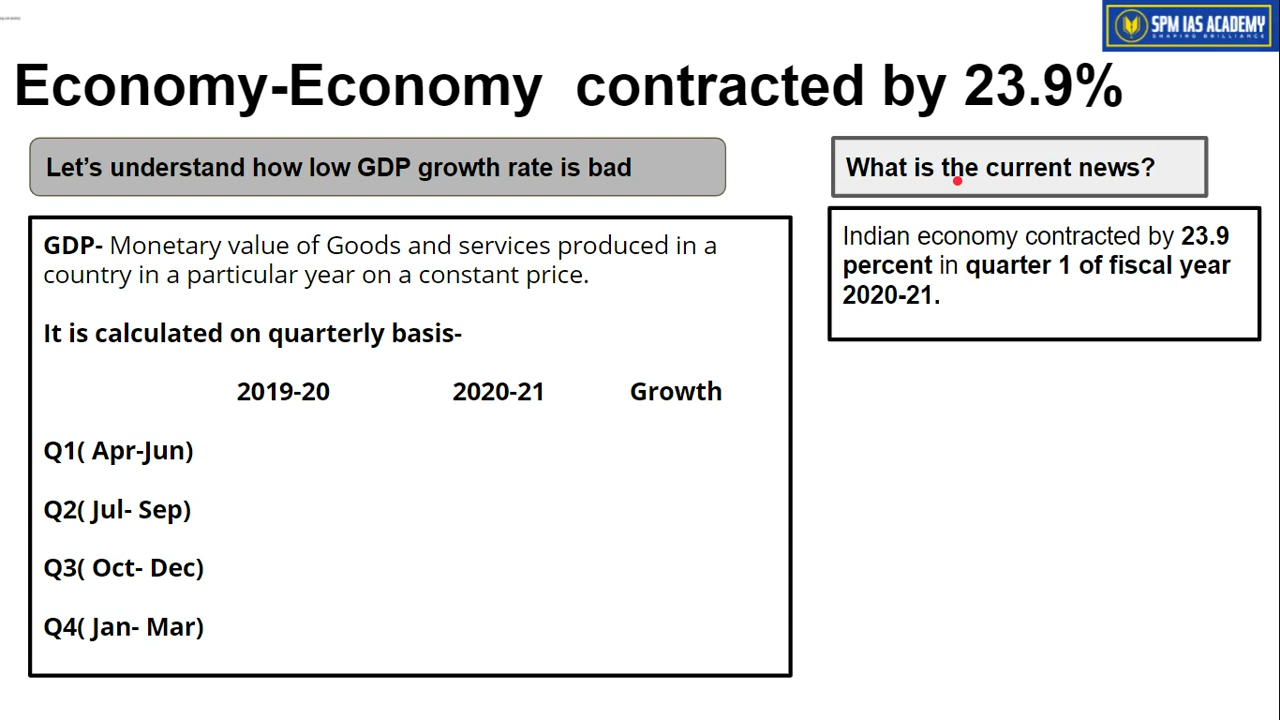 SPM IAS ACADEMY
SHAPING BRILLIANCE
Economy-Economy contracted by 23.9%
Let's understand how low GDP growth rate is bad
GDP- Monetary value of Goods and services produced in a
country in a particular year on a constant price.
It is calculated on quarterly basis-
2019-20 2020-21 Growth
Q1( Apr-Jun)
Q2( Jul- Sep)
Q3( Oct- Dec)
Q4( Jan- Mar)
What is the current news?
Indian economy contracted by 23.9
percent in quarter 1 of fiscal year
2020-21.